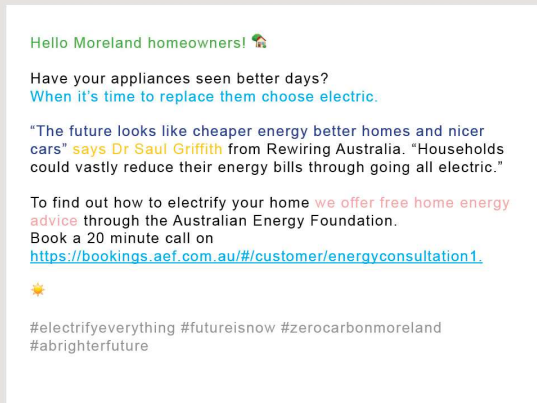 Hello Moreland homeowners! 🏡
Have your appliances seen better days?
When it's time to replace them choose electric.
“The future looks like cheaper energy better homes and nicer
cars” says Dr Saul Griffith from Rewiring Australia. “Households
could vastly reduce their energy bills through going all electric.”
To find out how to electrify your home we offer free home energy
advice through the Australian Energy Foundation.
Book a 20 minute call on
https://bookings.aef.com.au/#/customer/energyconsultation1.
☀️
#electrifyeverything #futureisnow #zerocarbonmoreland
#abrighterfuture